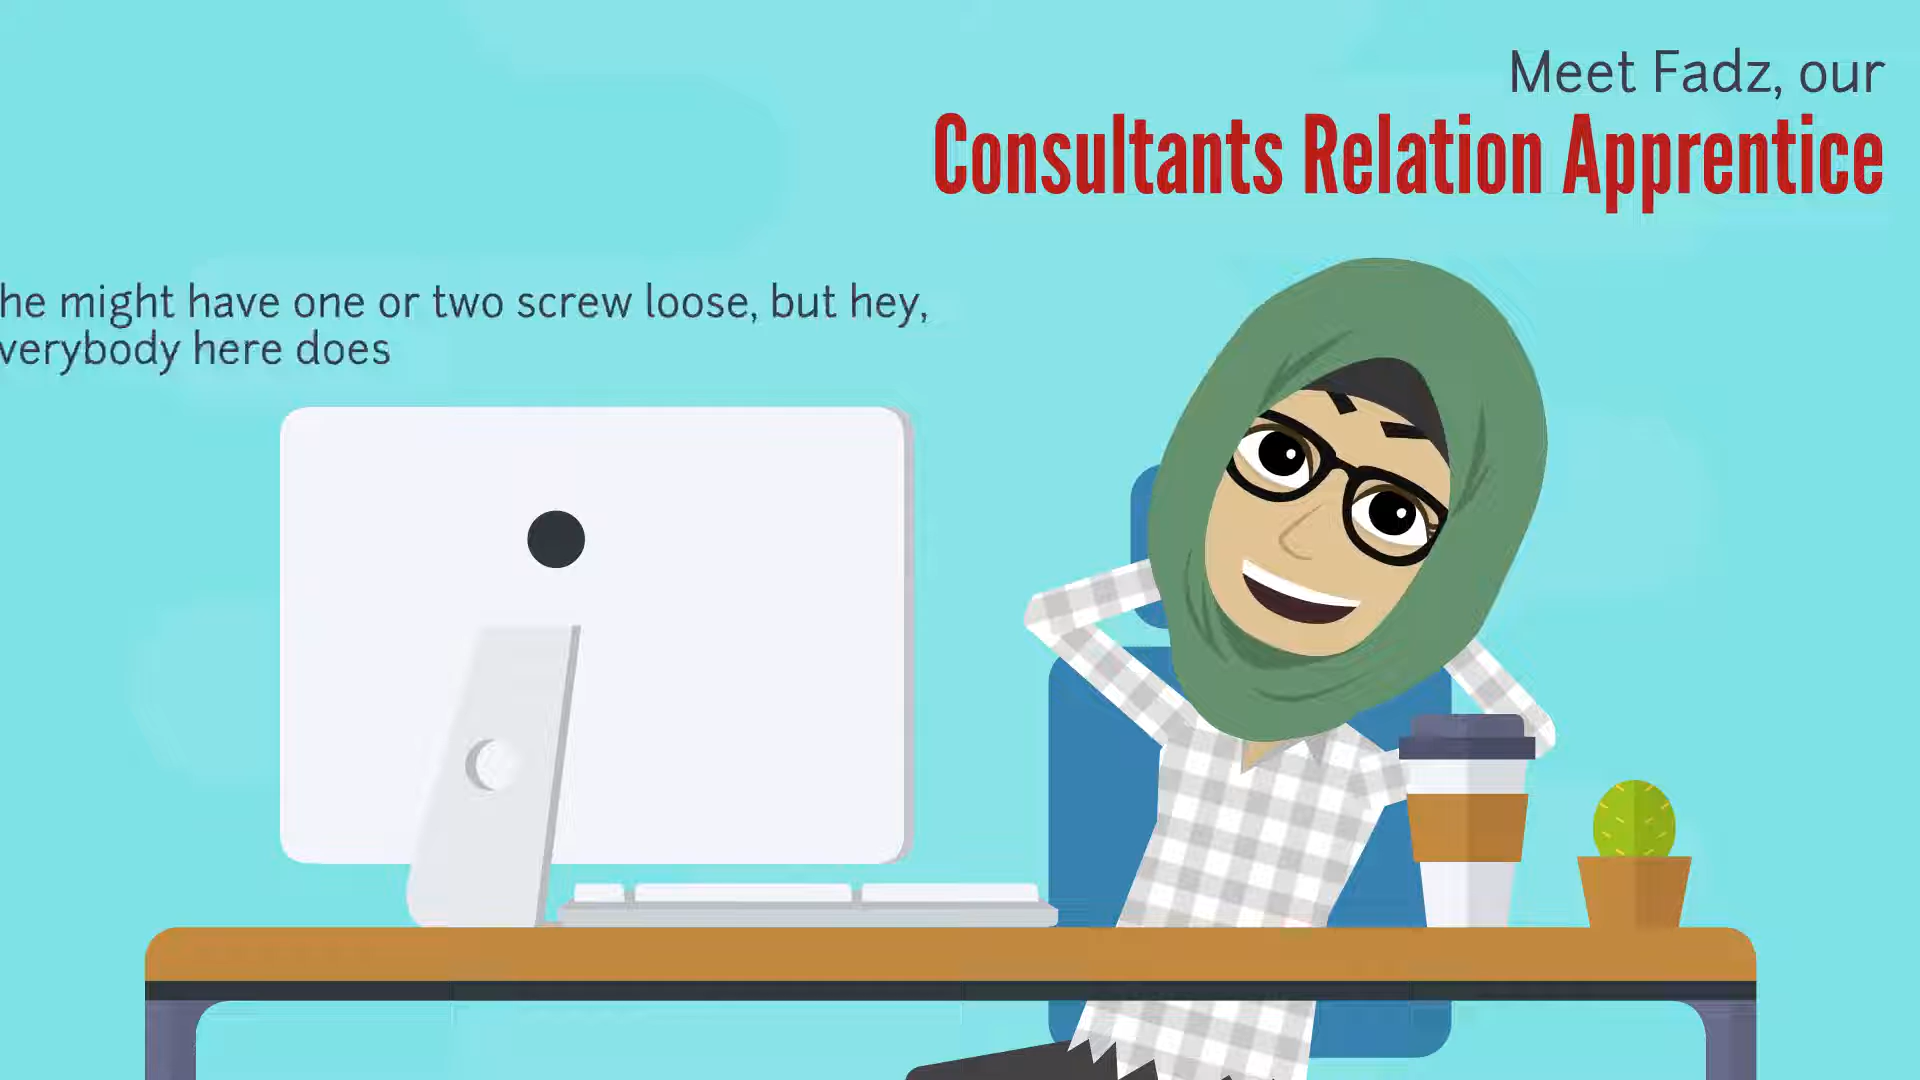 Meet Fadz, our
Consultants Relation Apprentice
he might have one or two screw loose, but hey,
verybody here does